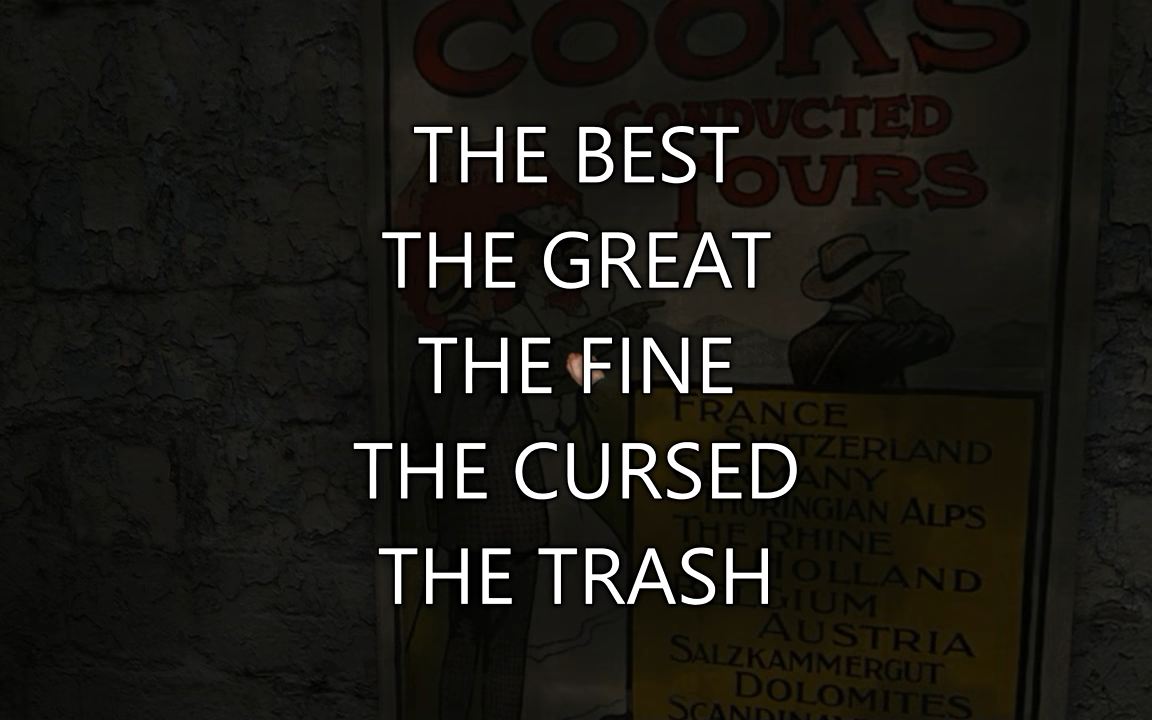 COOK'S
CONDUCTED
TOURS
THE BEST
THE GREAT
THE FINE
THE CURSED
THE TRASH
FRANCE
SWITZERLAND
THURINGIAN ALPS
THE RHINE
HOLLAND
AUSTRIA
SALZKAMMERGUT
DOLOMITES